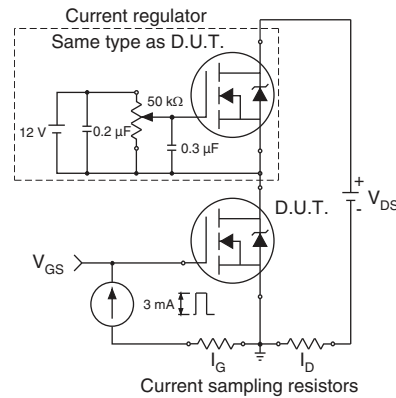 Current regulator
Same type as D.U.T.
50 kΩ
12 V
0.2 μF
0.3 μF
+
V_DS
-
D.U.T.
V_GS
3 mA
I_G
I_D
Current sampling resistors